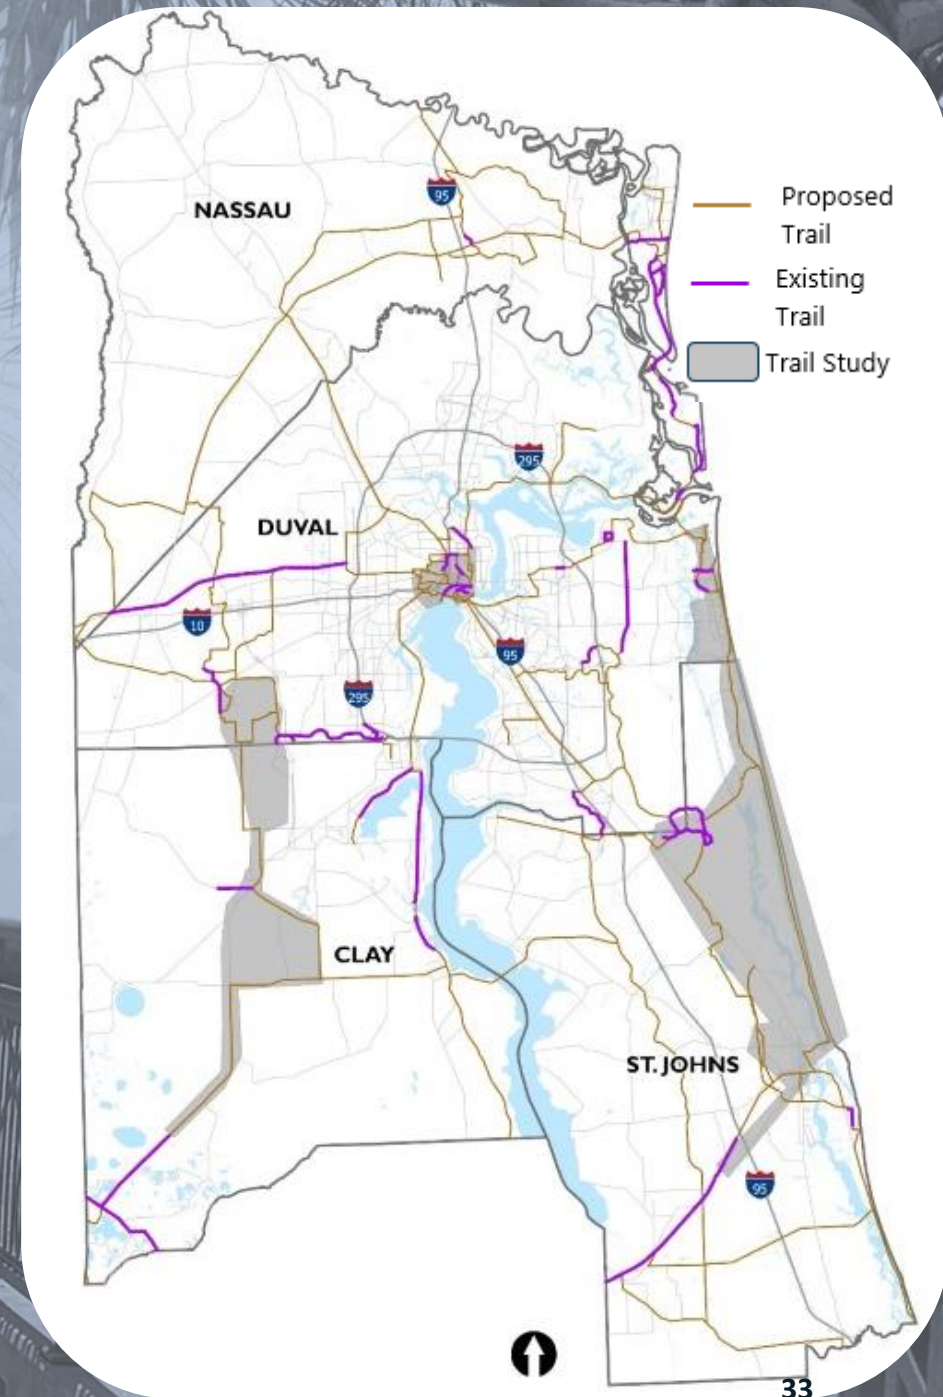 95
NASSAU
Proposed
Trail
Existing
Trail
Trail Study
295
DUVAL
10
95
295
CLAY
ST. JOHNS
95
33